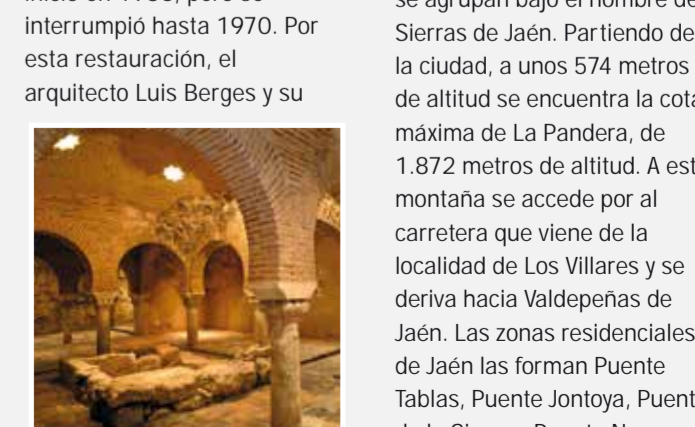 interrumpió hasta 1970. Por
esta restauración, el
arquitecto Luis Berges y su
se agrupan bajo el nombre de
Sierras de Jaén. Partiendo de
la ciudad, a unos 574 metros
de altitud se encuentra la cota
máxima de La Pandera, de
1.872 metros de altitud. A est
montaña se accede por al
carretera que viene de la
localidad de Los Villares y se
deriva hacia Valdepeñas de
Jaén. Las zonas residenciales
de Jaén las forman Puente
Tablas, Puente Jontoya, Puent